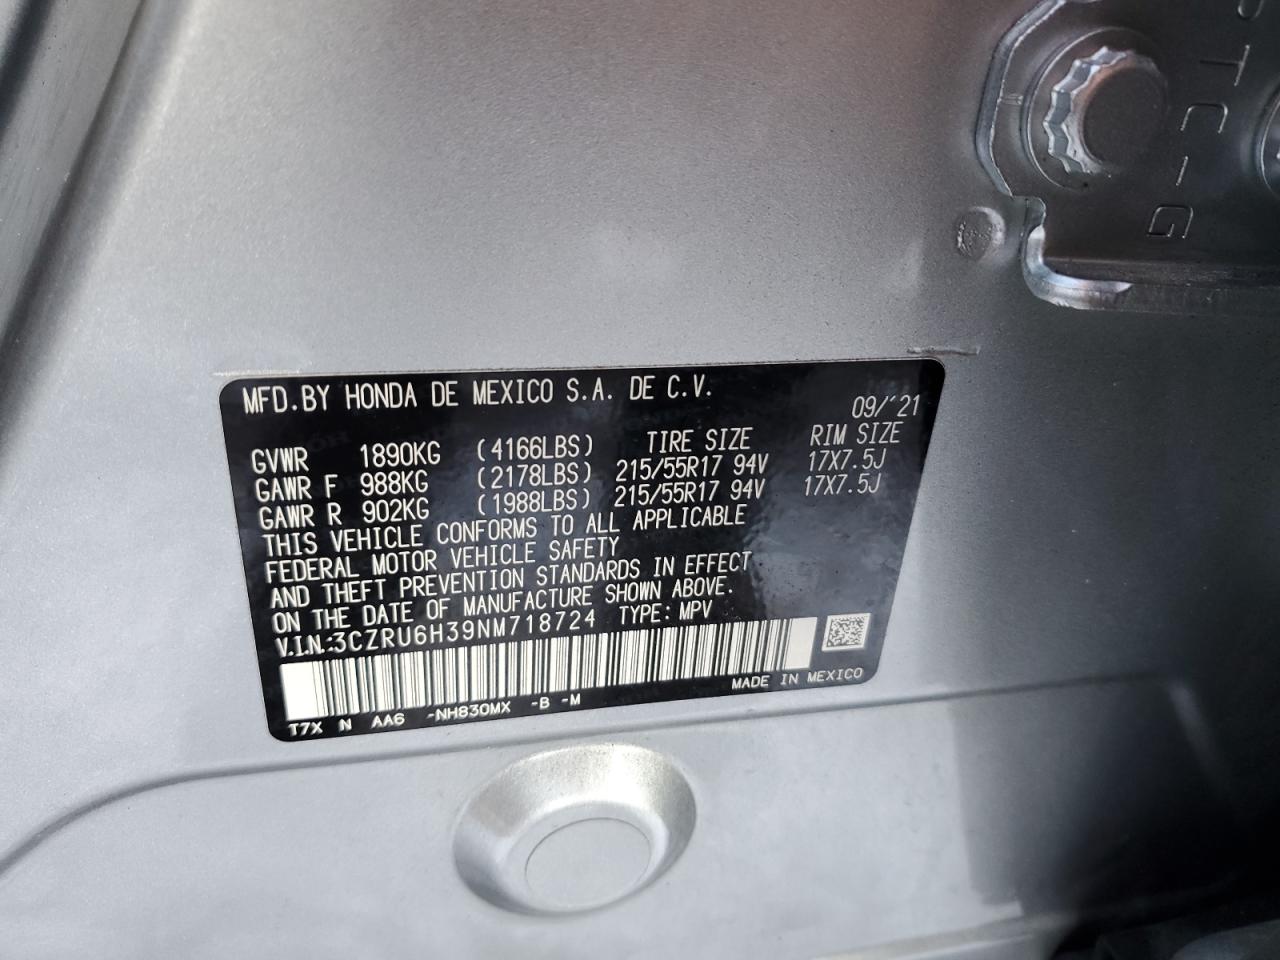 TC-G
MFD.BY HONDA DE MEXICO S.A. DE C.V.
09/'21
GVWR 1890KG (4166LBS) TIRE SIZE RIM SIZE
GAWR F 988KG (2178LBS) 215/55R17 94V 17X7.5J
GAWR R 902KG (1988LBS) 215/55R17 94V 17X7.5J
THIS VEHICLE CONFORMS TO ALL APPLICABLE
FEDERAL MOTOR VEHICLE SAFETY
AND THEFT PREVENTION STANDARDS IN EFFECT
ON THE DATE OF MANUFACTURE SHOWN ABOVE.
V.I.N.:3CZRU6H39NM718724 TYPE: MPV
MADE IN MEXICO
T7X N AA6 -NH830MX -B -M